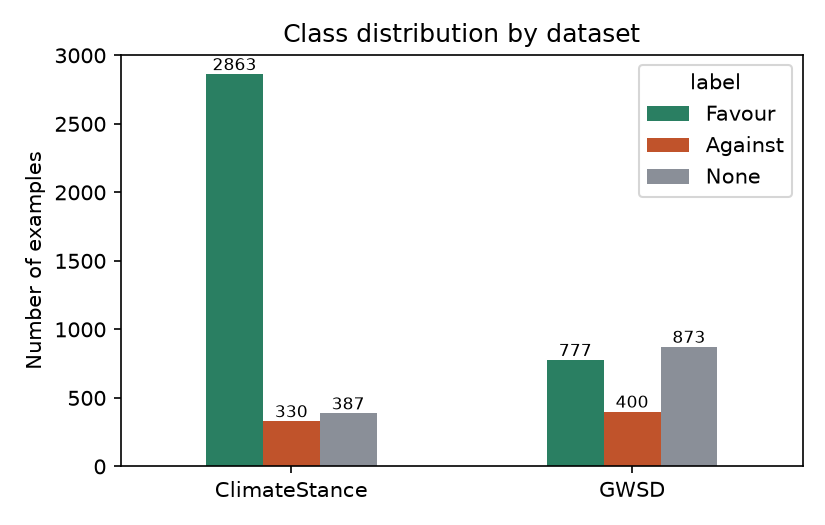 Class distribution by dataset
Number of examples
3000
2500
2000
1500
1000
500
0
2863
330
387
777
400
873
ClimateStance
GWSD
label
Favour
Against
None